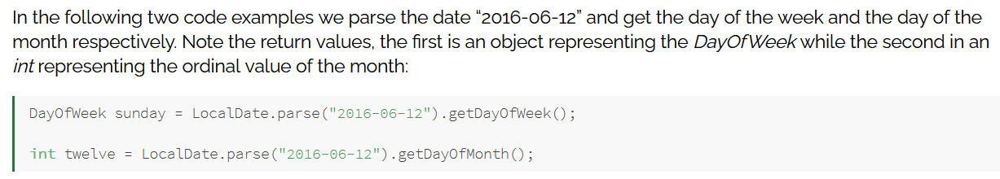 In the following two code examples we parse the date “2016-06-12” and get the day of the week and the day of the
month respectively. Note the return values, the first is an object representing the DayOfWeek while the second in an
int representing the ordinal value of the month:
DayOfWeek sunday = LocalDate.parse("2016-06-12").getDayOfWeek();
int twelve = LocalDate.parse("2016-06-12").getDayOfMonth();